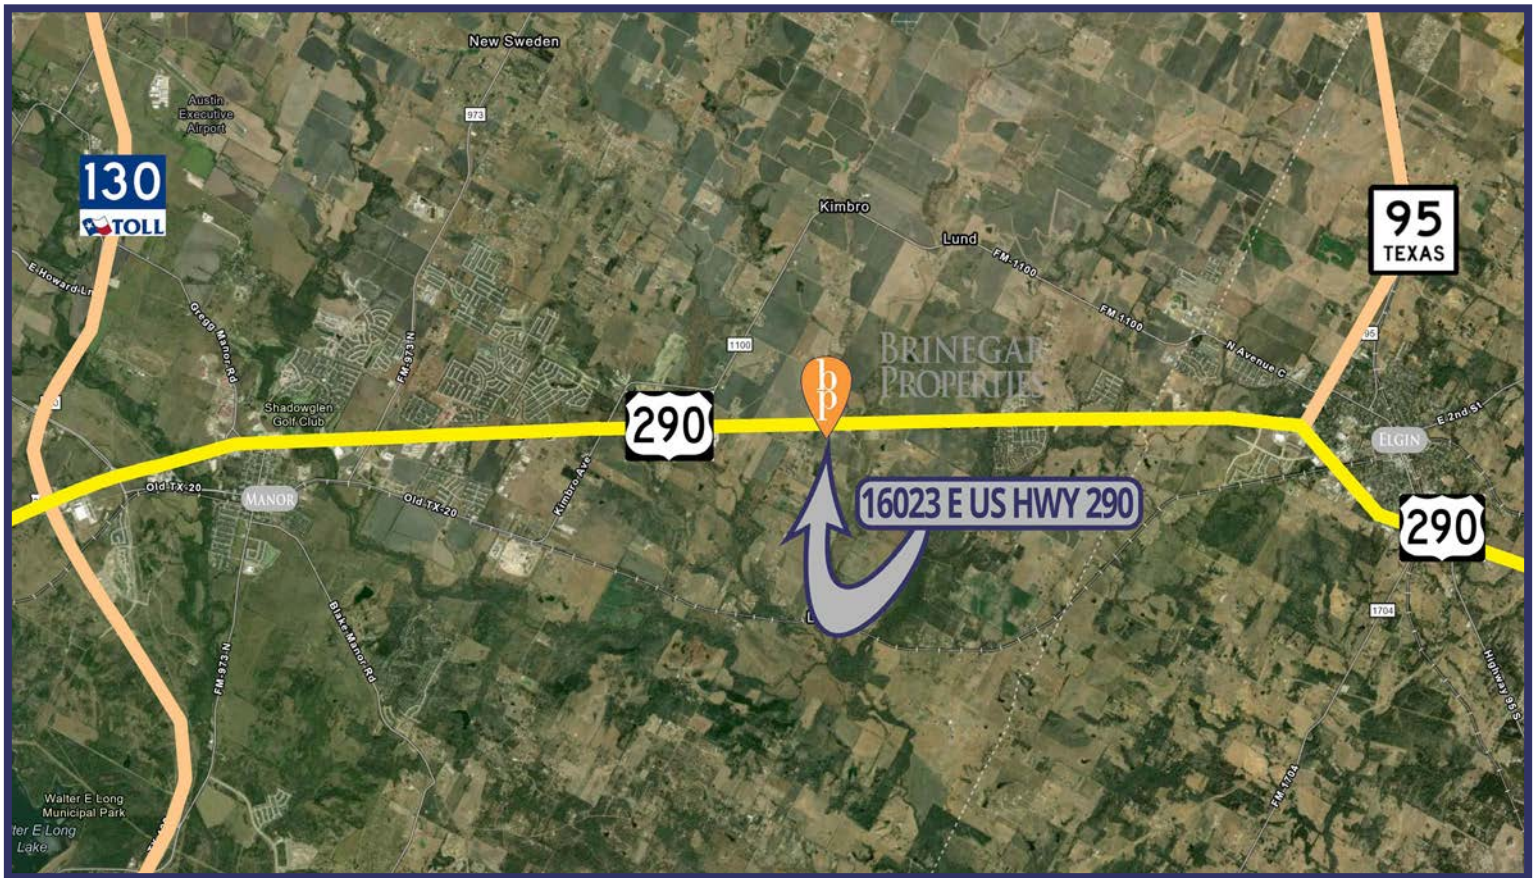 New Sweden
Austin
Executive
Airport
973
130
TOLL
Kimbro
95
TEXAS
Lund
FM-1100
E-Howard-Ln
Gregg Manor Rd
FM-973 N
FM-1100
1100
95
N Avenue C
BRINEGAR
PROPERTIES
bp
Shadowglen
Golf Club
290
E 2nd St
ELGIN
Old TX-20
MANOR
Old TX-20
Kimbro Ave
16023 E US HWY 290
290
Blake Manor Rd
1704
FM-973-N
Highway 95 S
FM-1704
Walter E Long
Municipal Park
ter E Long
Lake